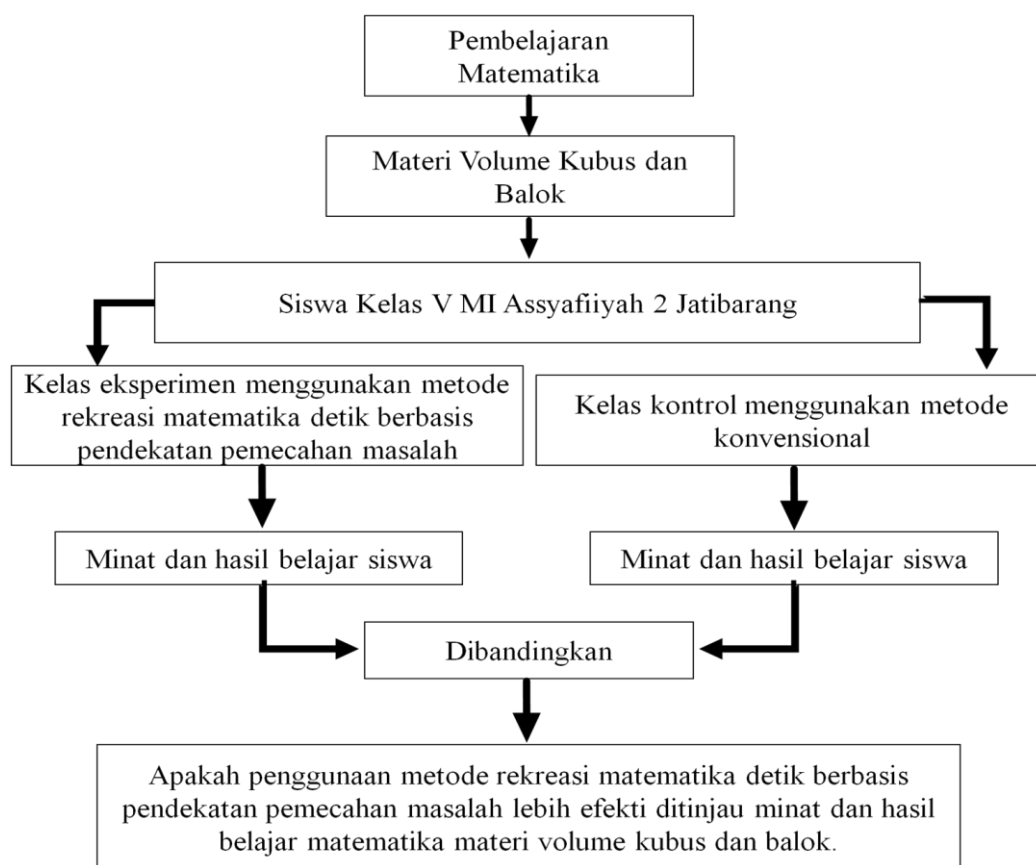 Pembelajaran
Matematika
Materi Volume Kubus dan
Balok
Siswa Kelas V MI Assyafiiyah 2 Jatibarang
Kelas eksperimen menggunakan metode
rekreasi matematika detik berbasis
pendekatan pemecahan masalah
Kelas kontrol menggunakan metode
konvensional
Minat dan hasil belajar siswa
Minat dan hasil belajar siswa
Dibandingkan
Apakah penggunaan metode rekreasi matematika detik berbasis
pendekatan pemecahan masalah lebih efekti ditinjau minat dan hasil
belajar matematika materi volume kubus dan balok.